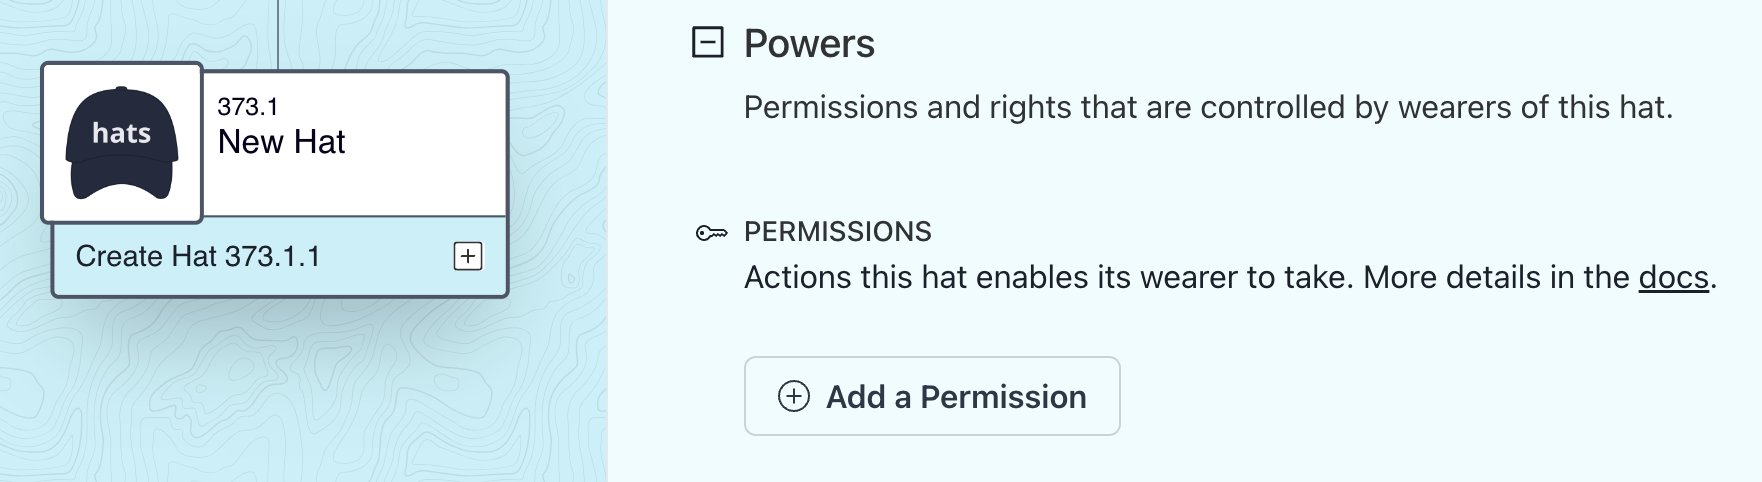 hats
373.1
New Hat
Create Hat 373.1.1
Powers
Permissions and rights that are controlled by wearers of this hat.
PERMISSIONS
Actions this hat enables its wearer to take. More details in the docs.
Add a Permission